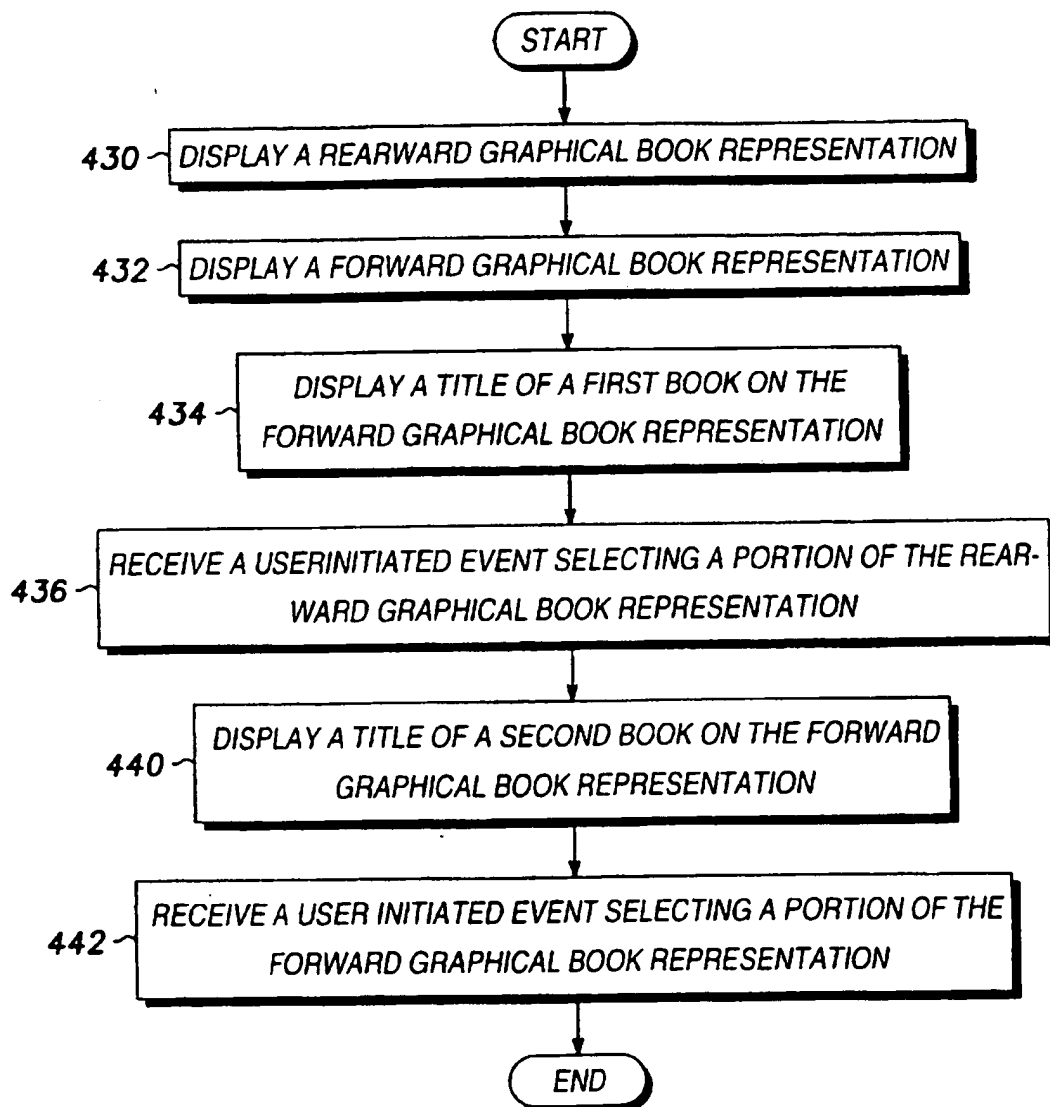 START
430 DISPLAY A REARWARD GRAPHICAL BOOK REPRESENTATION
432 DISPLAY A FORWARD GRAPHICAL BOOK REPRESENTATION
434 DISPLAY A TITLE OF A FIRST BOOK ON THE
FORWARD GRAPHICAL BOOK REPRESENTATION
436 RECEIVE A USERINITIATED EVENT SELECTING A PORTION OF THE REAR-
WARD GRAPHICAL BOOK REPRESENTATION
440 DISPLAY A TITLE OF A SECOND BOOK ON THE FORWARD
GRAPHICAL BOOK REPRESENTATION
442 RECEIVE A USER INITIATED EVENT SELECTING A PORTION OF THE
FORWARD GRAPHICAL BOOK REPRESENTATION
END